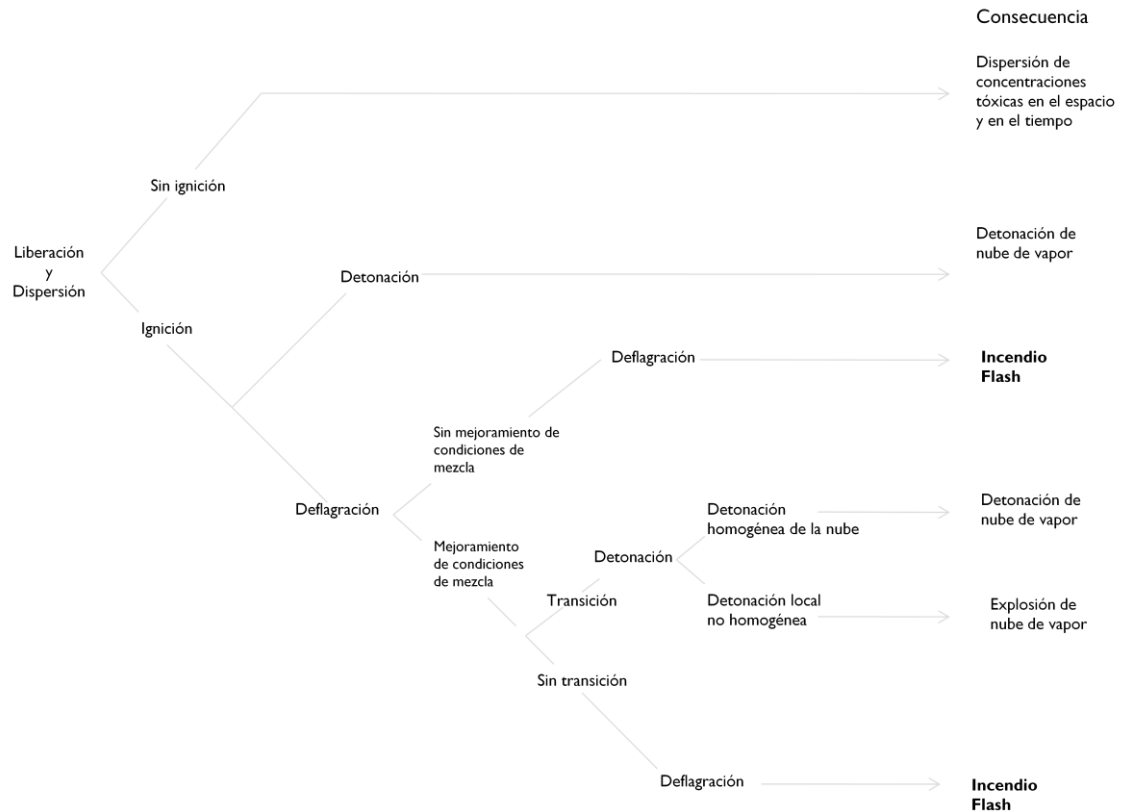 Consecuencia
Dispersión de
concentraciones
tóxicas en el espacio
y en el tiempo
Sin ignición
Liberación
y
Dispersión
Detonación de
nube de vapor
Detonación
Ignición
Deflagración
Incendio
Flash
Sin mejoramiento de
condiciones de
mezcla
Deflagración
Detonación
homogénea de la nube
Detonación de
nube de vapor
Mejoramiento
de condiciones
de mezcla
Detonación
Transición
Detonación local
no homogénea
Explosión de
nube de vapor
Sin transición
Deflagración
Incendio
Flash